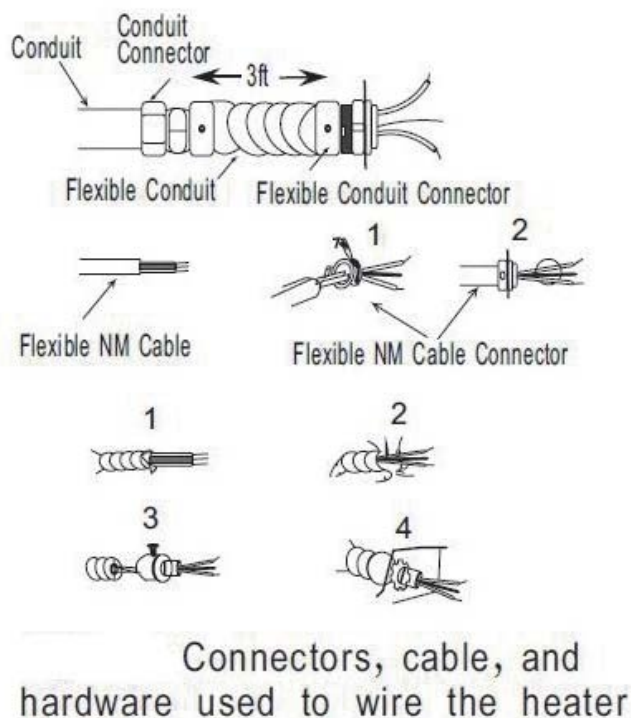 Conduit
Conduit
Connector
3ft
Flexible Conduit
Flexible Conduit Connector
1
2
Flexible NM Cable
Flexible NM Cable Connector
1
2
3
4
Connectors, cable, and
hardware used to wire the heater